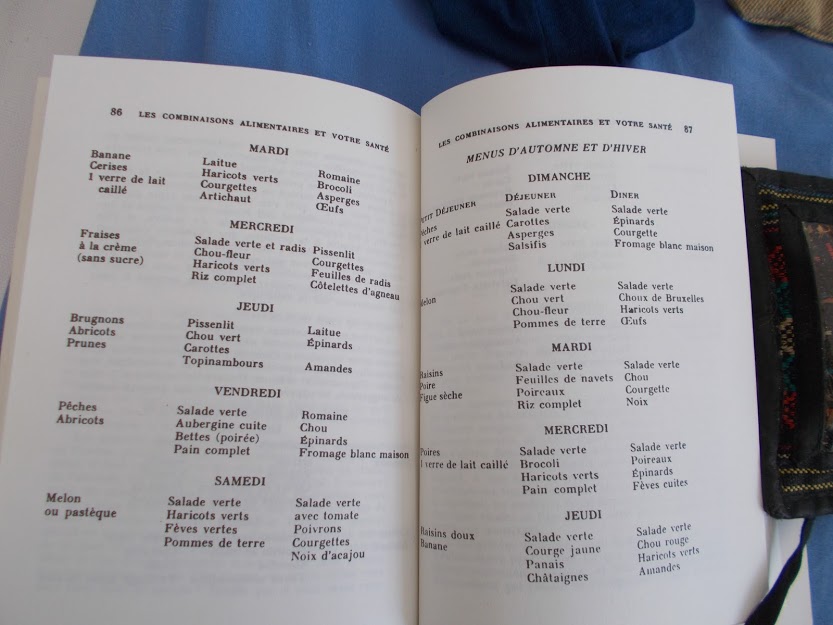 86 LES COMBINAISONS ALIMENTAIRES ET VOTRE SANTÉ
MARDI
Banane
Cerises
1 verre de lait
caillé
Laitue
Haricots verts
Courgettes
Artichaut
Romaine
Brocoli
Asperges
Œufs
MERCREDI
Fraises
à la crème
(sans sucre)
Salade verte et radis
Chou-fleur
Haricots verts
Riz complet
Pissenlit
Courgettes
Feuilles de radis
Côtelettes d'agneau
JEUDI
Brugnons
Abricots
Prunes
Pissenlit
Chou vert
Carottes
Topinambours
Laitue
Épinards
Amandes
VENDREDI
Pêches
Abricots
Salade verte
Aubergine cuite
Bettes (poirée)
Pain complet
Romaine
Chou
Épinards
Fromage blanc maison
SAMEDI
Melon
ou pastèque
Salade verte
Haricots verts
Fèves vertes
Pommes de terre
Salade verte
avec tomate
Poivrons
Courgettes
Noix d'acajou
LES COMBINAISONS ALIMENTAIRES ET VOTRE SANTÉ 87
MENUS D'AUTOMNE ET D'HIVER
DIMANCHE
PETIT DÉJEUNER
Pêches
verre de lait caillé
DÉJEUNER
Salade verte
Carottes
Asperges
Salsifis
DINER
Salade verte
Épinards
Courgette
Fromage blanc maison
LUNDI
Melon
Salade verte
Chou vert
Chou-fleur
Pommes de terre
Salade verte
Choux de Bruxelles
Haricots verts
Œufs
MARDI
Raisins
Poire
Figue sèche
Salade verte
Feuilles de navets
Poireaux
Riz complet
Salade verte
Chou
Courgette
Noix
MERCREDI
Poires
1 verre de lait caillé
Salade verte
Brocoli
Haricots verts
Pain complet
Salade verte
Poireaux
Épinards
Fèves cuites
JEUDI
Raisins doux
Banane
Salade verte
Courge jaune
Panais
Châtaignes
Salade verte
Chou rouge
Haricots verts
Amandes